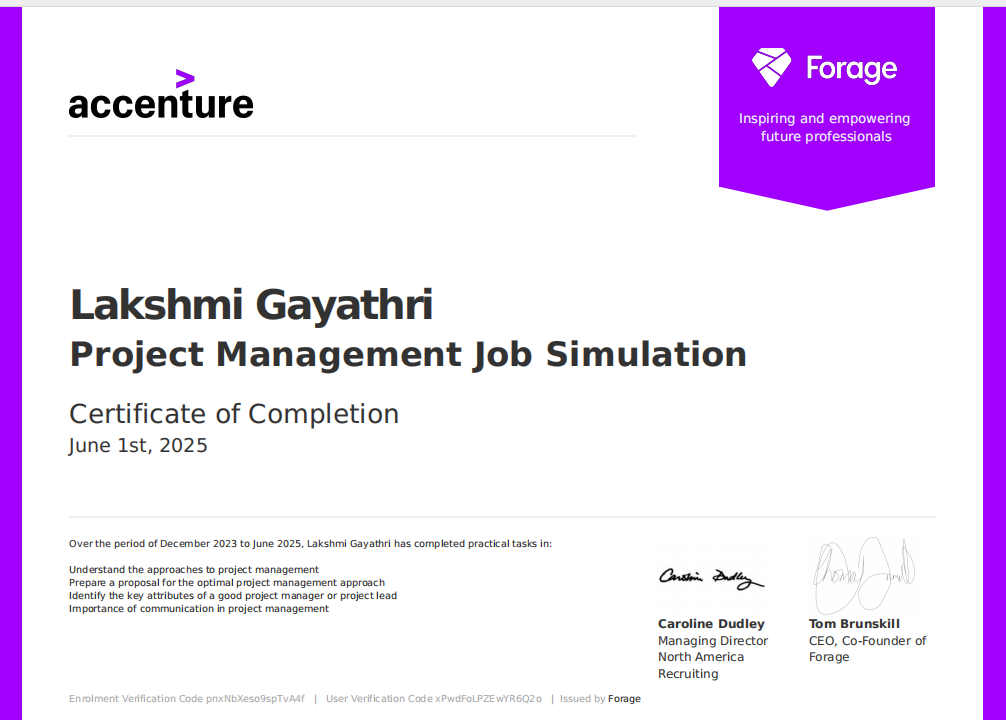 accenture
Forage
Inspiring and empowering
future professionals
Lakshmi Gayathri
Project Management Job Simulation
Certificate of Completion
June 1st, 2025
Over the period of December 2023 to June 2025, Lakshmi Gayathri has completed practical tasks in:
Understand the approaches to project management
Prepare a proposal for the optimal project management approach
Identify the key attributes of a good project manager or project lead
Importance of communication in project management
Caroline Dudley
Caroline Dudley
Managing Director
North America
Recruiting
Tom Brunskill
CEO, Co-Founder of
Forage
Enrolment Verification Code pnxNbXeso9spTvA4f | User Verification Code xPwdFoLPZEwYR6Q2o | Issued by Forage